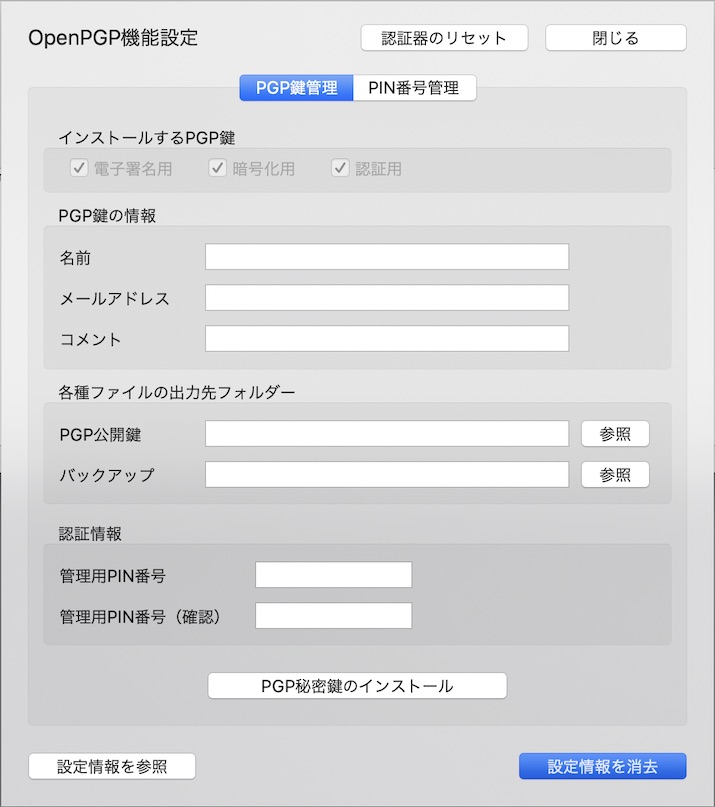 OpenPGP機能設定
認証器のリセット
閉じる
PGP鍵管理
PIN番号管理
インストールするPGP鍵
電子署名用
暗号化用
認証用
PGP鍵の情報
名前
メールアドレス
コメント
各種ファイルの出力先フォルダー
PGP公開鍵
参照
バックアップ
参照
認証情報
管理用PIN番号
管理用PIN番号（確認）
PGP秘密鍵のインストール
設定情報を参照
設定情報を消去